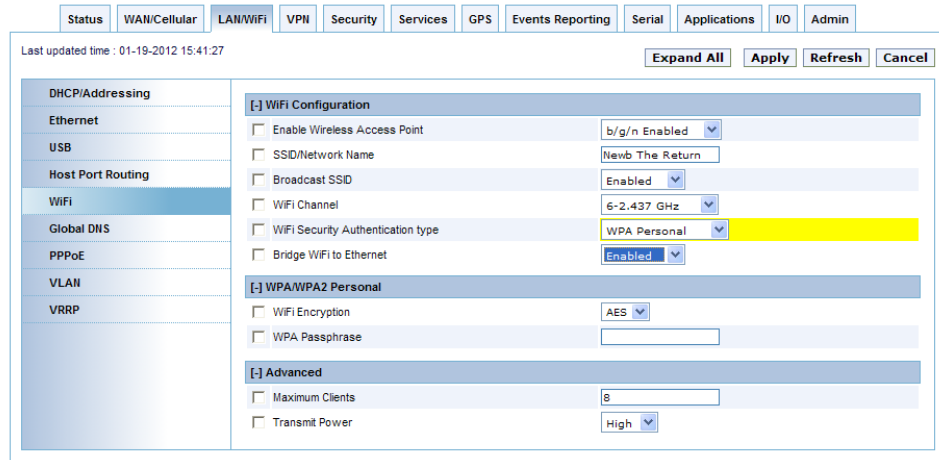 Status WAN/Cellular LAN/WiFi VPN Security Services GPS Events Reporting Serial Applications I/O Admin
Last updated time : 01-19-2012 15:41:27
Expand All Apply Refresh Cancel
DHCP/Addressing
Ethernet
USB
Host Port Routing
WiFi
Global DNS
PPPoE
VLAN
VRRP
[-] WiFi Configuration
Enable Wireless Access Point b/g/n Enabled
SSID/Network Name Newb The Return
Broadcast SSID Enabled
WiFi Channel 6-2.437 GHz
WiFi Security Authentication type WPA Personal
Bridge WiFi to Ethernet Enabled
[-] WPA/WPA2 Personal
WiFi Encryption AES
WPA Passphrase
[-] Advanced
Maximum Clients 8
Transmit Power High